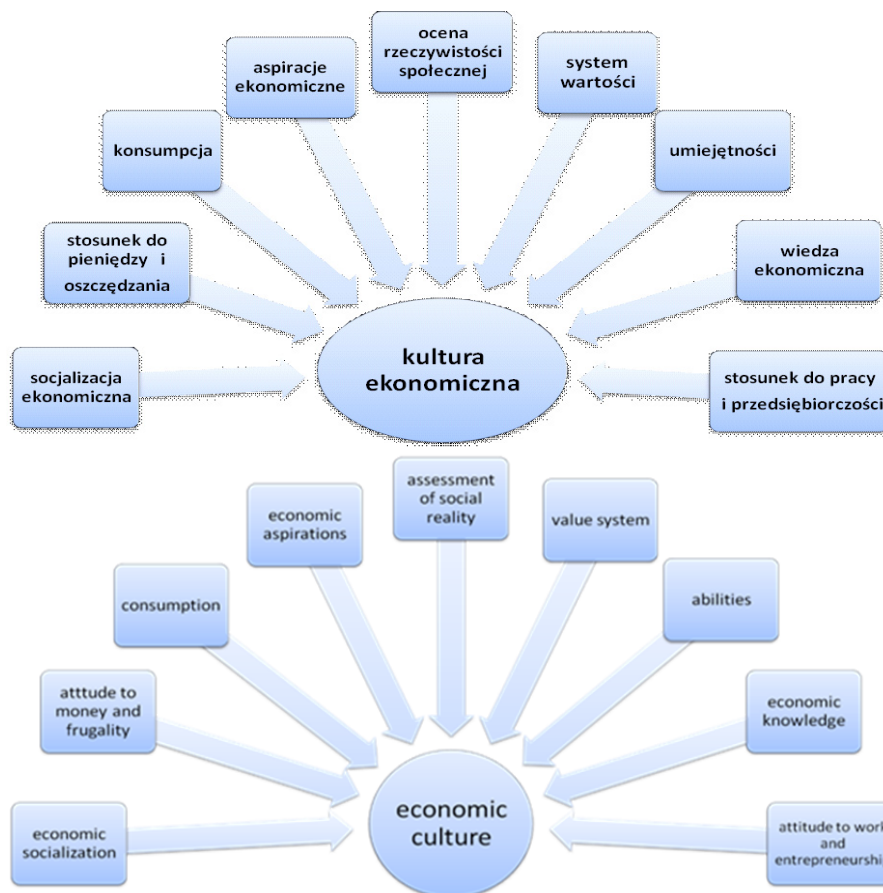 ocena
rzeczywistości
społecznej
aspiracje
ekonomiczne
system
wartości
konsumpcja
umiejętności
stosunek do
pieniędzy i
oszczędzania
wiedza
ekonomiczna
kultura
ekonomiczna
socjalizacja
ekonomiczna
stosunek do pracy
i przedsiębiorczości
assessment
of social
reality
economic
aspirations
value system
consumption
abilities
atttude to
money and
frugality
economic
knowledge
economic
culture
economic
socialization
attitude to work
and
entrepreneurship